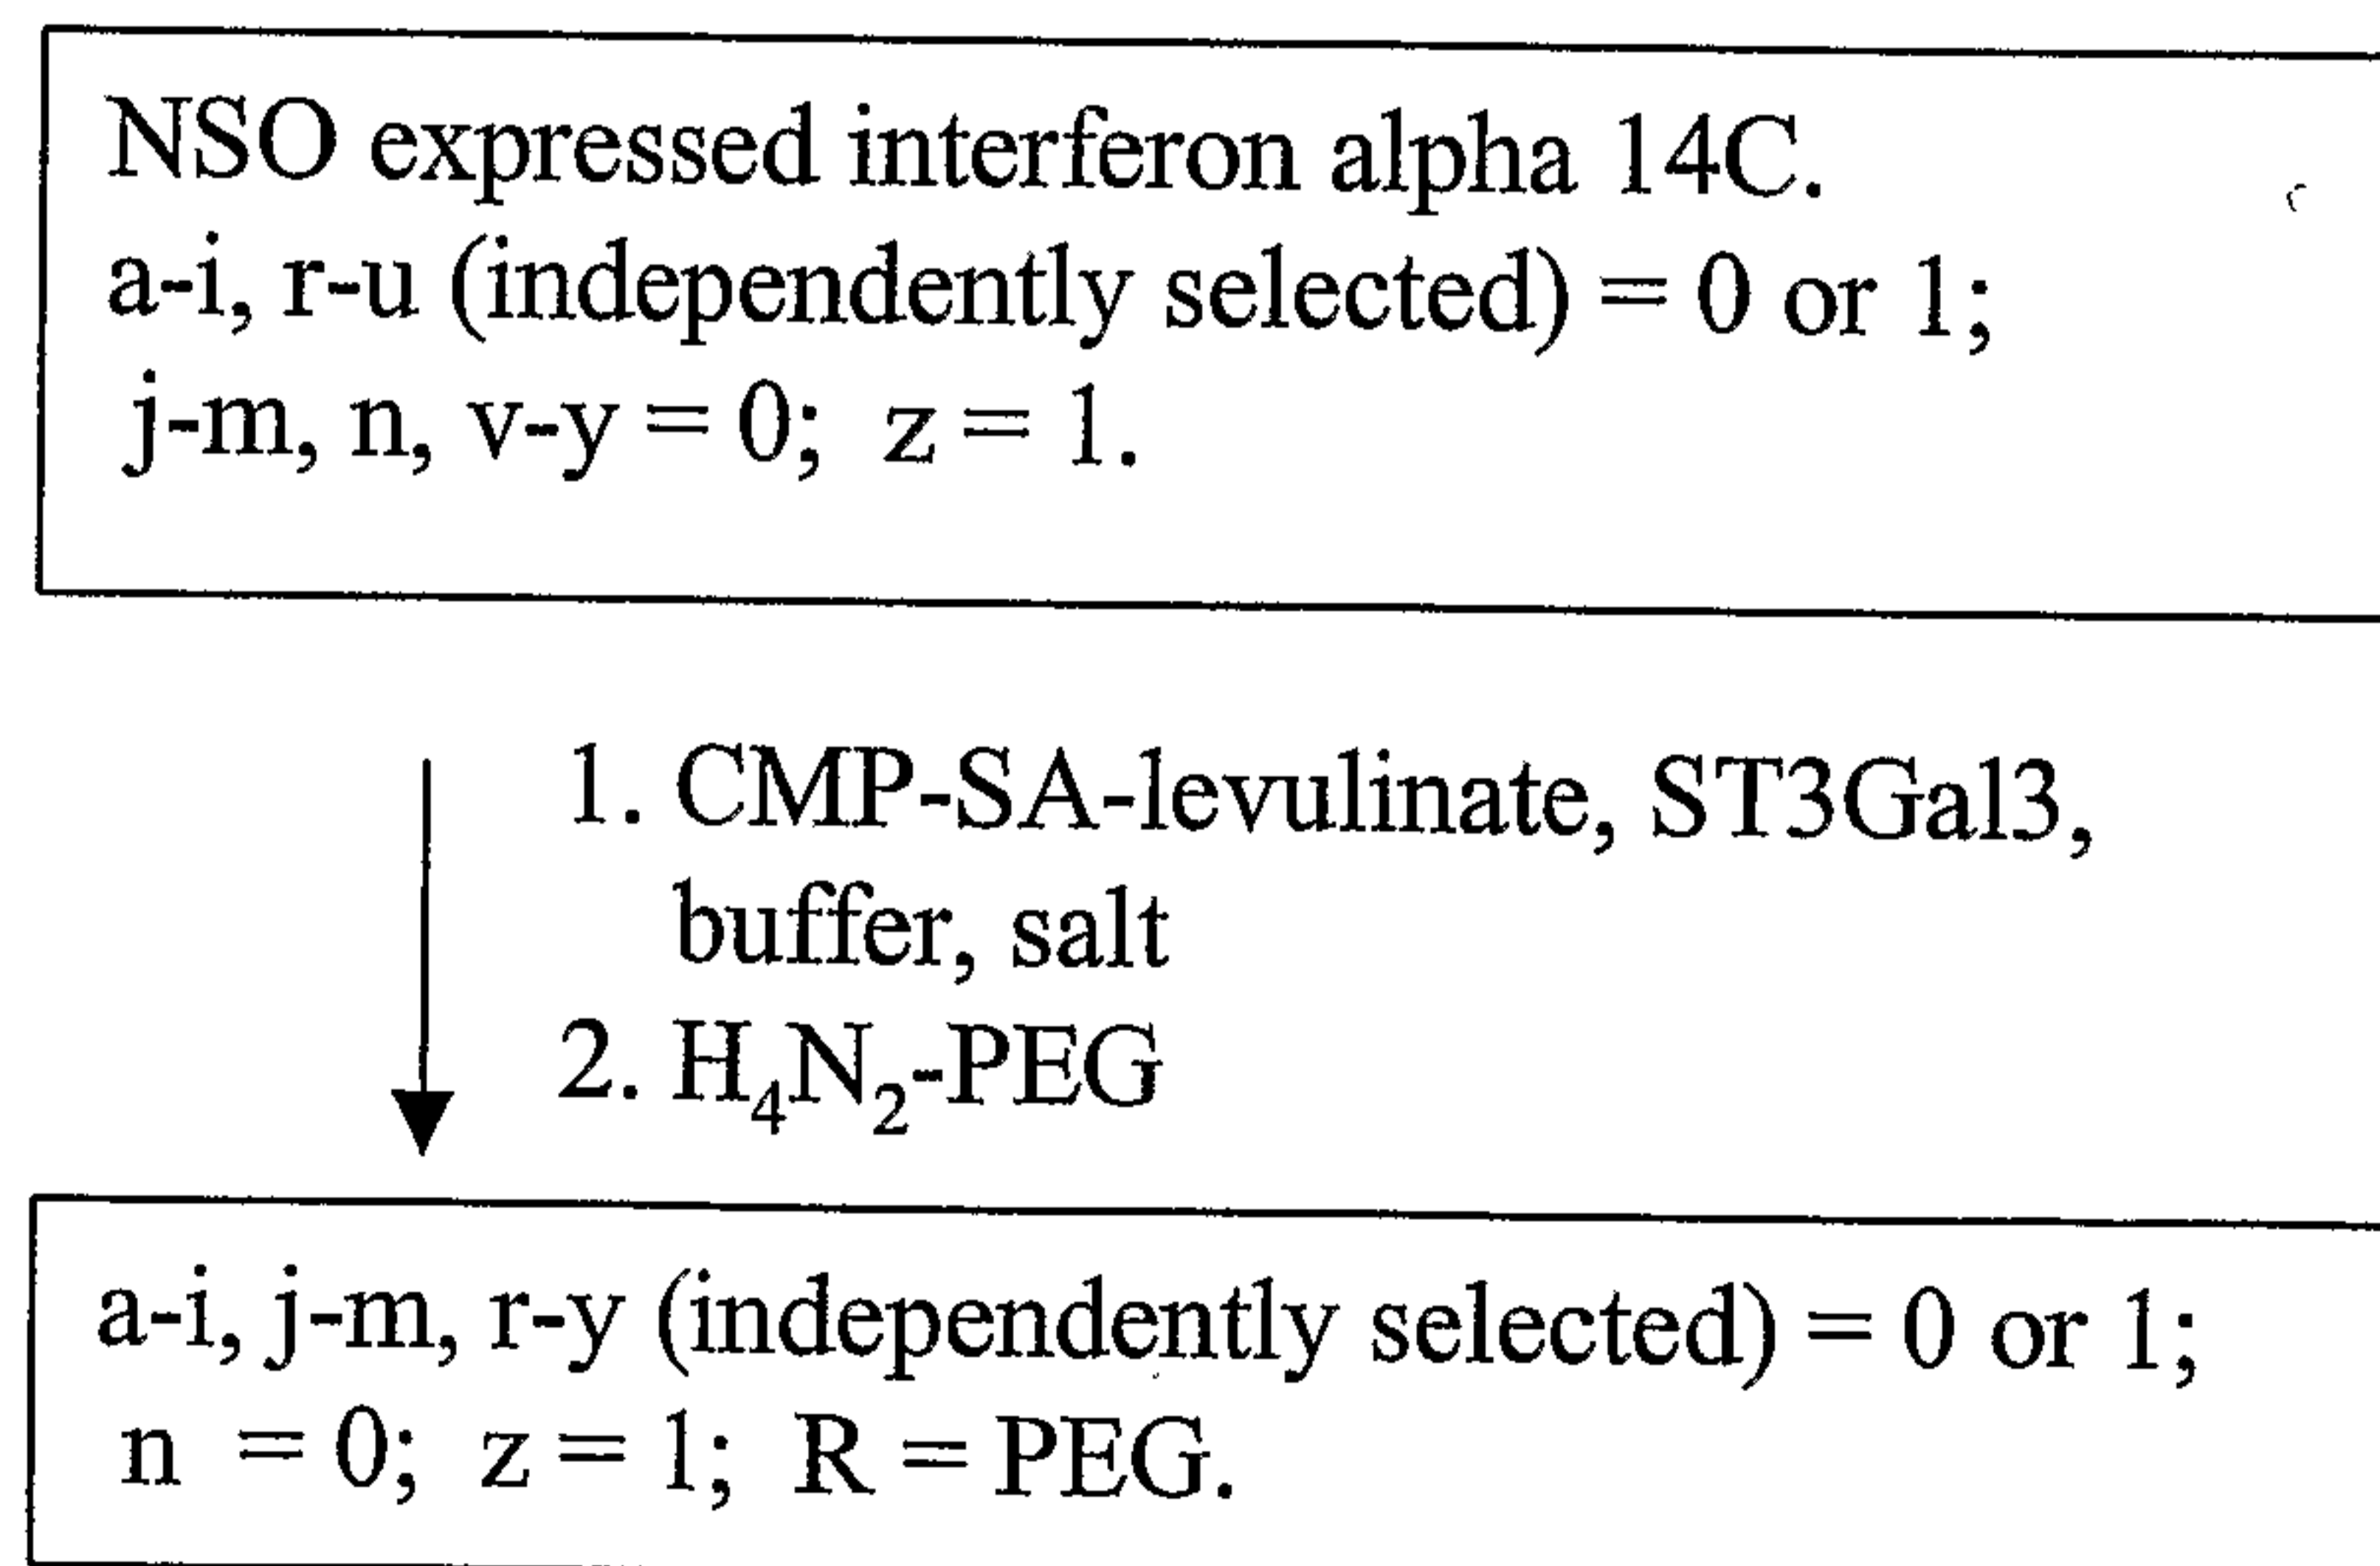 NSO expressed interferon alpha 14C.
a-i, r-u (independently selected) = 0 or 1;
j-m, n, v-y = 0; z = 1.
1. CMP-SA-levulinate, ST3Gal3,
buffer, salt
2. H₄N₂-PEG
a-i, j-m, r-y (independently selected) = 0 or 1;
n = 0; z = 1; R = PEG.